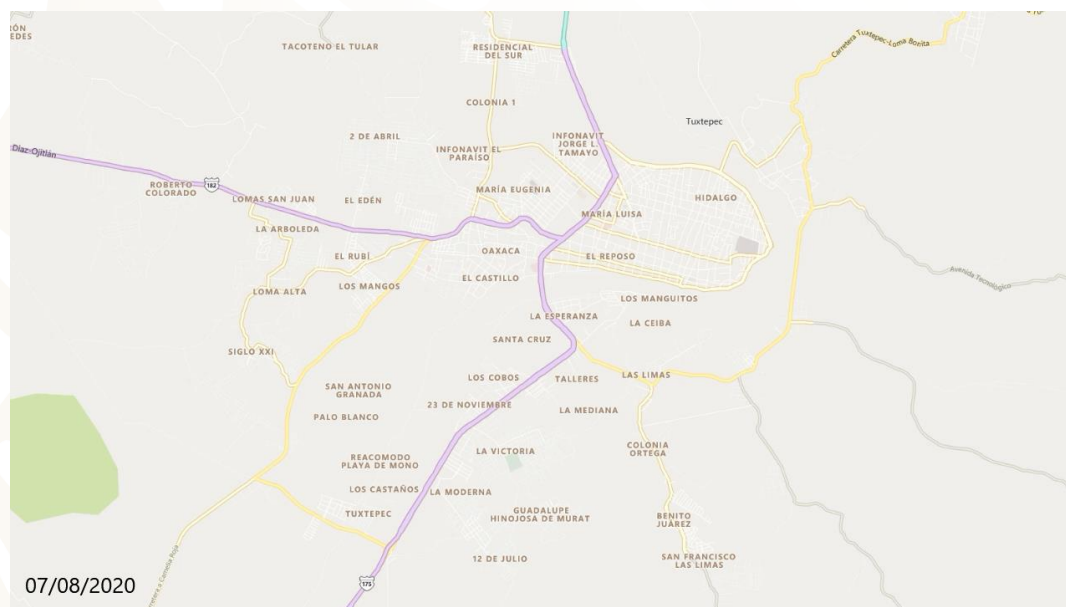 TACOTENO EL TULAR
RESIDENCIAL
DEL SUR
Carretera Tuxtepec-Loma Bonita
COLONIA 1
Tuxtepec
2 DE ABRIL
INFONAVIT EL
PARAÍSO
INFONAVIT
JORGE L.
TAMAYO
Díaz-Ojitlán
ROBERTO
COLORADO
182
LOMAS SAN JUAN
EL EDÉN
MARÍA EUGENIA
HIDALGO
MARÍA LUISA
LA ARBOLEDA
EL RUBÍ
OAXACA
EL REPOSO
LOMA ALTA
LOS MANGOS
EL CASTILLO
Avenida Tecnológico
LOS MANGUITOS
LA ESPERANZA
LA CEIBA
SANTA CRUZ
SIGLO XXI
LOS COBOS
TALLERES
LAS LIMAS
SAN ANTONIO
GRANADA
23 DE NOVIEMBRE
LA MEDIANA
PALO BLANCO
COLONIA
ORTEGA
LA VICTORIA
REACOMODO
PLAYA DE MONO
LOS CASTAÑOS
LA MODERNA
TUXTEPEC
GUADALUPE
HINOJOSA DE MURAT
BENITO
JUÁREZ
12 DE JULIO
SAN FRANCISCO
LAS LIMAS
175
07/08/2020